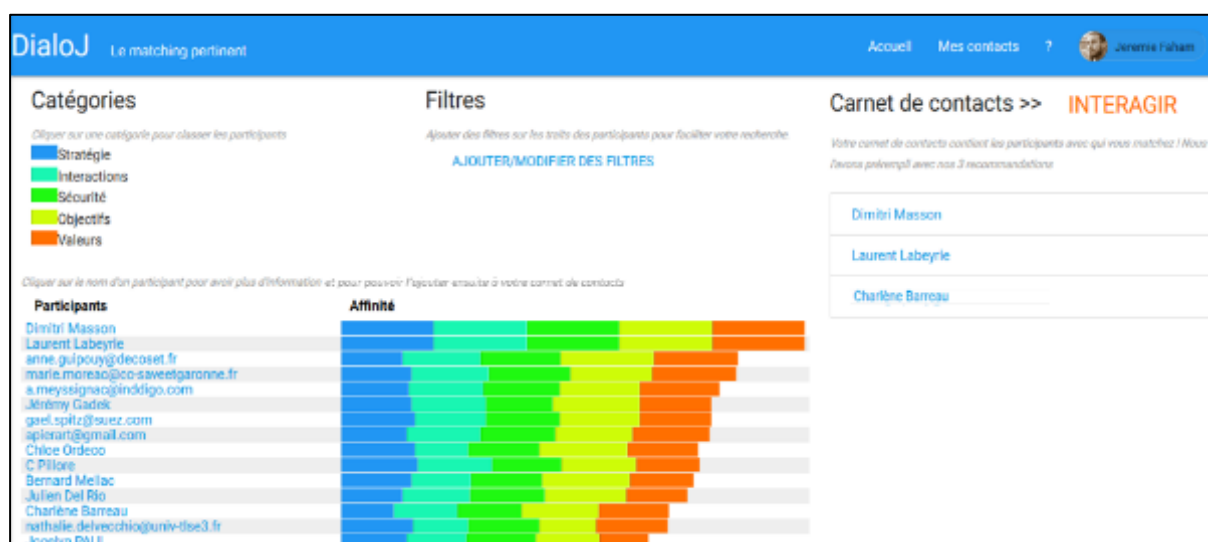 DialoJ Le matching pertinent
Accueil Mes contacts ? Jeremie Faham
Catégories
Cliquer sur une catégorie pour classer les participants
Stratégie
Interactions
Sécurité
Objectifs
Valeurs
Filtres
Ajouter des filtres sur les traits des participants pour faciliter votre recherche.
AJOUTER/MODIFIER DES FILTRES
Carnet de contacts >> INTERAGIR
Votre carnet de contacts contient les participants avec qui vous matchez ! Nous
l'avons prérempli avec nos 3 recommandations
Dimitri Masson
Laurent Labeyrie
Charlène Barreau
Cliquer sur le nom d'un participant pour avoir plus d'information et pour pouvoir l'ajouter ensuite à votre carnet de contacts
Participants Affinité
Dimitri Masson
Laurent Labeyrie
anne.guipouy@decoset.fr
marie.moreac@co-saveetgaronne.fr
a.meyssignac@inddigo.com
Jérémy Gadek
gael.spitz@suez.com
apierart@gmail.com
Chloe Ordeco
C Pillore
Bernard Mellac
Julien Del Rio
Charlène Barreau
nathalie.delvecchio@univ-tlse3.fr
Jocelyn PAUL